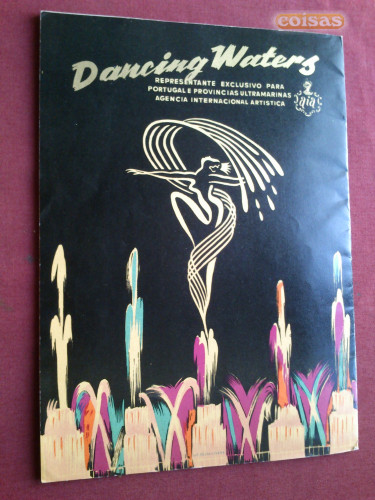 coisas
Dancing Waters
REPRESENTANTE EXCLUSIVO PARA
PORTUGAL E PROVINCIAS ULTRAMARINAS
AGENCIA INTERNACIONAL ARTISTICA
aia